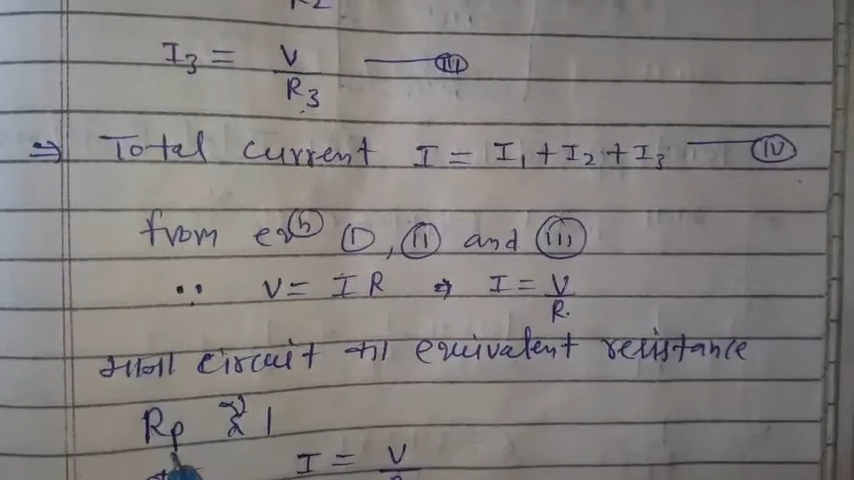 R2
I3 = V/R3 —— (III)
⇒ Total current I = I1 + I2 + I3 —— (IV)
from eqn (I), (II) and (III)
∵ V = IR ⇒ I = V/R.
माना circuit का equivalent resistance
Rp है।
I = V